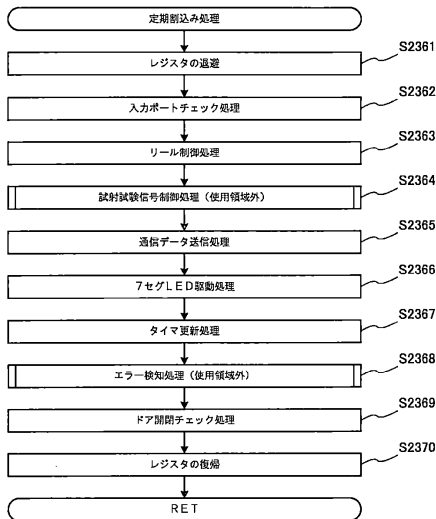 定期割込み処理
レジスタの退避
S2361
入力ポートチェック処理
S2362
リール制御処理
S2363
試射試験信号制御処理（使用領域外）
S2364
通信データ送信処理
S2365
7セグLED駆動処理
S2366
タイマ更新処理
S2367
エラー検知処理（使用領域外）
S2368
ドア開閉チェック処理
S2369
レジスタの復帰
S2370
RET